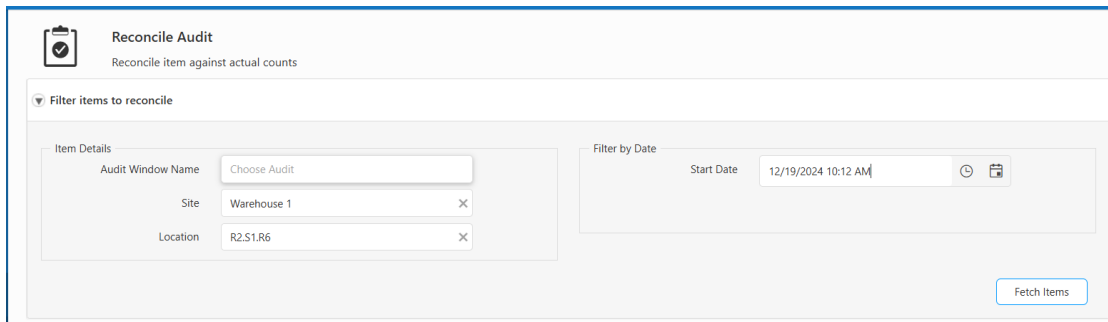 Reconcile Audit
Reconcile item against actual counts
Filter items to reconcile
Item Details
Audit Window Name
Choose Audit
Site
Warehouse 1
Location
R2.S1.R6
Filter by Date
Start Date
12/19/2024 10:12 AM
Fetch Items